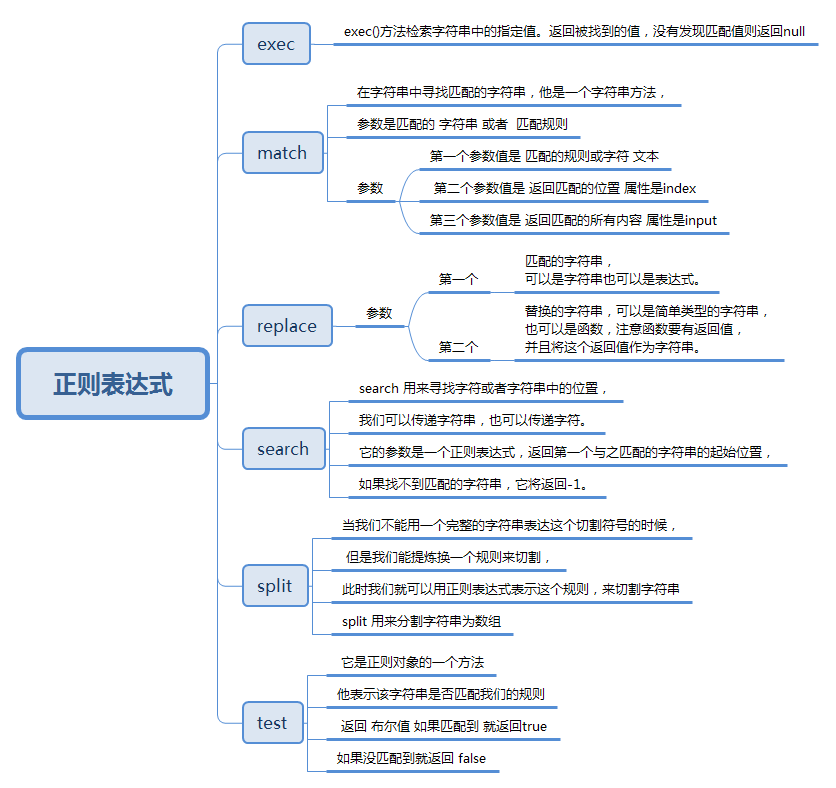 正则表达式
exec
exec()方法检索字符串中的指定值。返回被找到的值，没有发现匹配值则返回null
match
在字符串中寻找匹配的字符串，他是一个字符串方法，
参数是匹配的 字符串 或者 匹配规则
参数
第一个参数值是 匹配的规则或字符 文本
第二个参数值是 返回匹配的位置 属性是index
第三个参数值是 返回匹配的所有内容 属性是input
replace
参数
第一个
匹配的字符串，
可以是字符串也可以是表达式。
第二个
替换的字符串，可以是简单类型的字符串，
也可以是函数，注意函数要有返回值，
并且将这个返回值作为字符串。
search
search 用来寻找字符或者字符串中的位置，
我们可以传递字符串，也可以传递字符。
它的参数是一个正则表达式，返回第一个与之匹配的字符串的起始位置，
如果找不到匹配的字符串，它将返回-1。
split
当我们不能用一个完整的字符串表达这个切割符号的时候，
但是我们能提炼换一个规则来切割，
此时我们就可以用正则表达式表示这个规则，来切割字符串
split 用来分割字符串为数组
test
它是正则对象的一个方法
他表示该字符串是否匹配我们的规则
返回 布尔值 如果匹配到 就返回true
如果没匹配到就返回 false